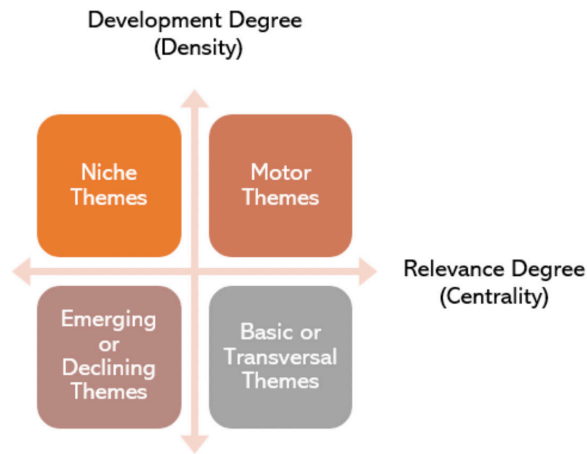 Development Degree
(Density)
Niche
Themes
Motor
Themes
Relevance Degree
(Centrality)
Emerging
or
Declining
Themes
Basic or
Transversal
Themes